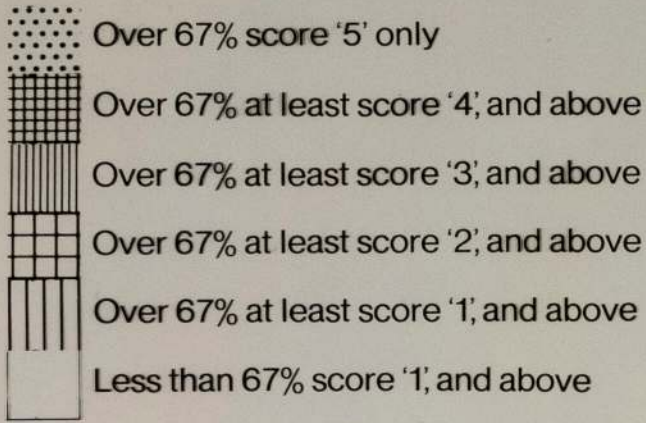 Over 67% score ‘5’ only
Over 67% at least score ‘4’, and above
Over 67% at least score ‘3’, and above
Over 67% at least score ‘2’, and above
Over 67% at least score ‘1’, and above
Less than 67% score ‘1’, and above